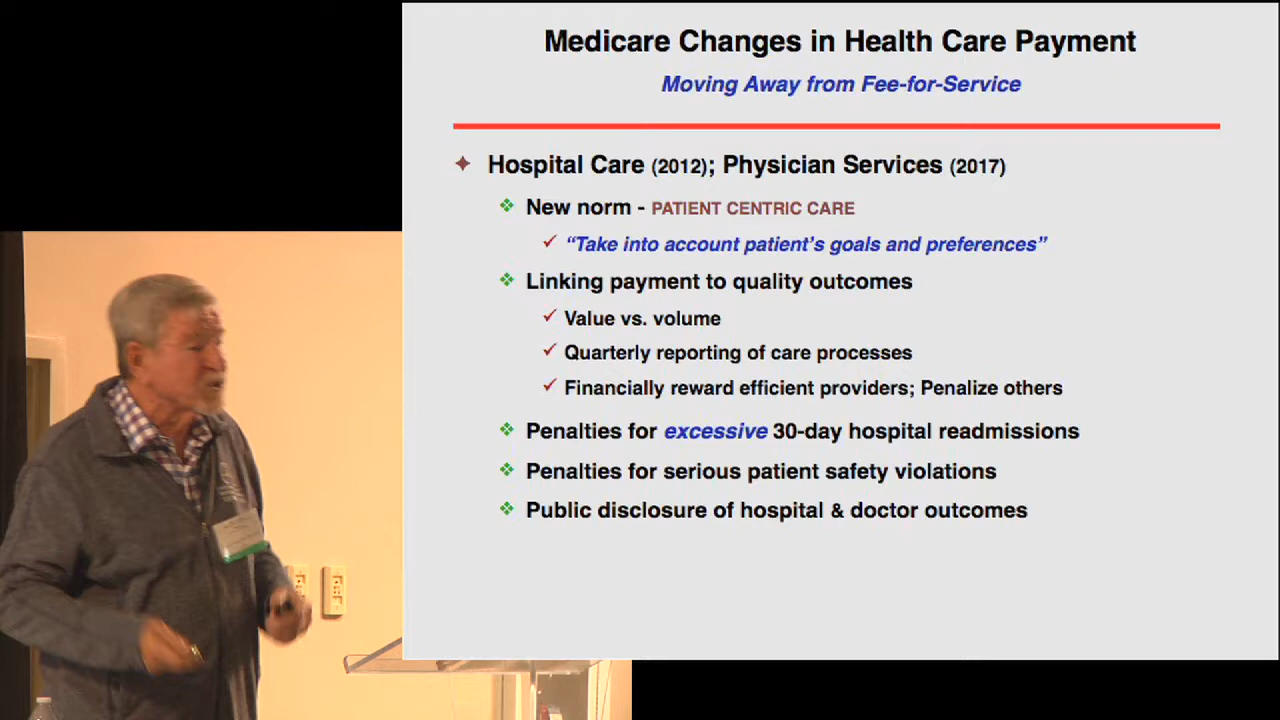 Medicare Changes in Health Care Payment
Moving Away from Fee-for-Service
Hospital Care (2012); Physician Services (2017)
New norm - PATIENT CENTRIC CARE
“Take into account patient’s goals and preferences”
Linking payment to quality outcomes
Value vs. volume
Quarterly reporting of care processes
Financially reward efficient providers; Penalize others
Penalties for excessive 30-day hospital readmissions
Penalties for serious patient safety violations
Public disclosure of hospital & doctor outcomes